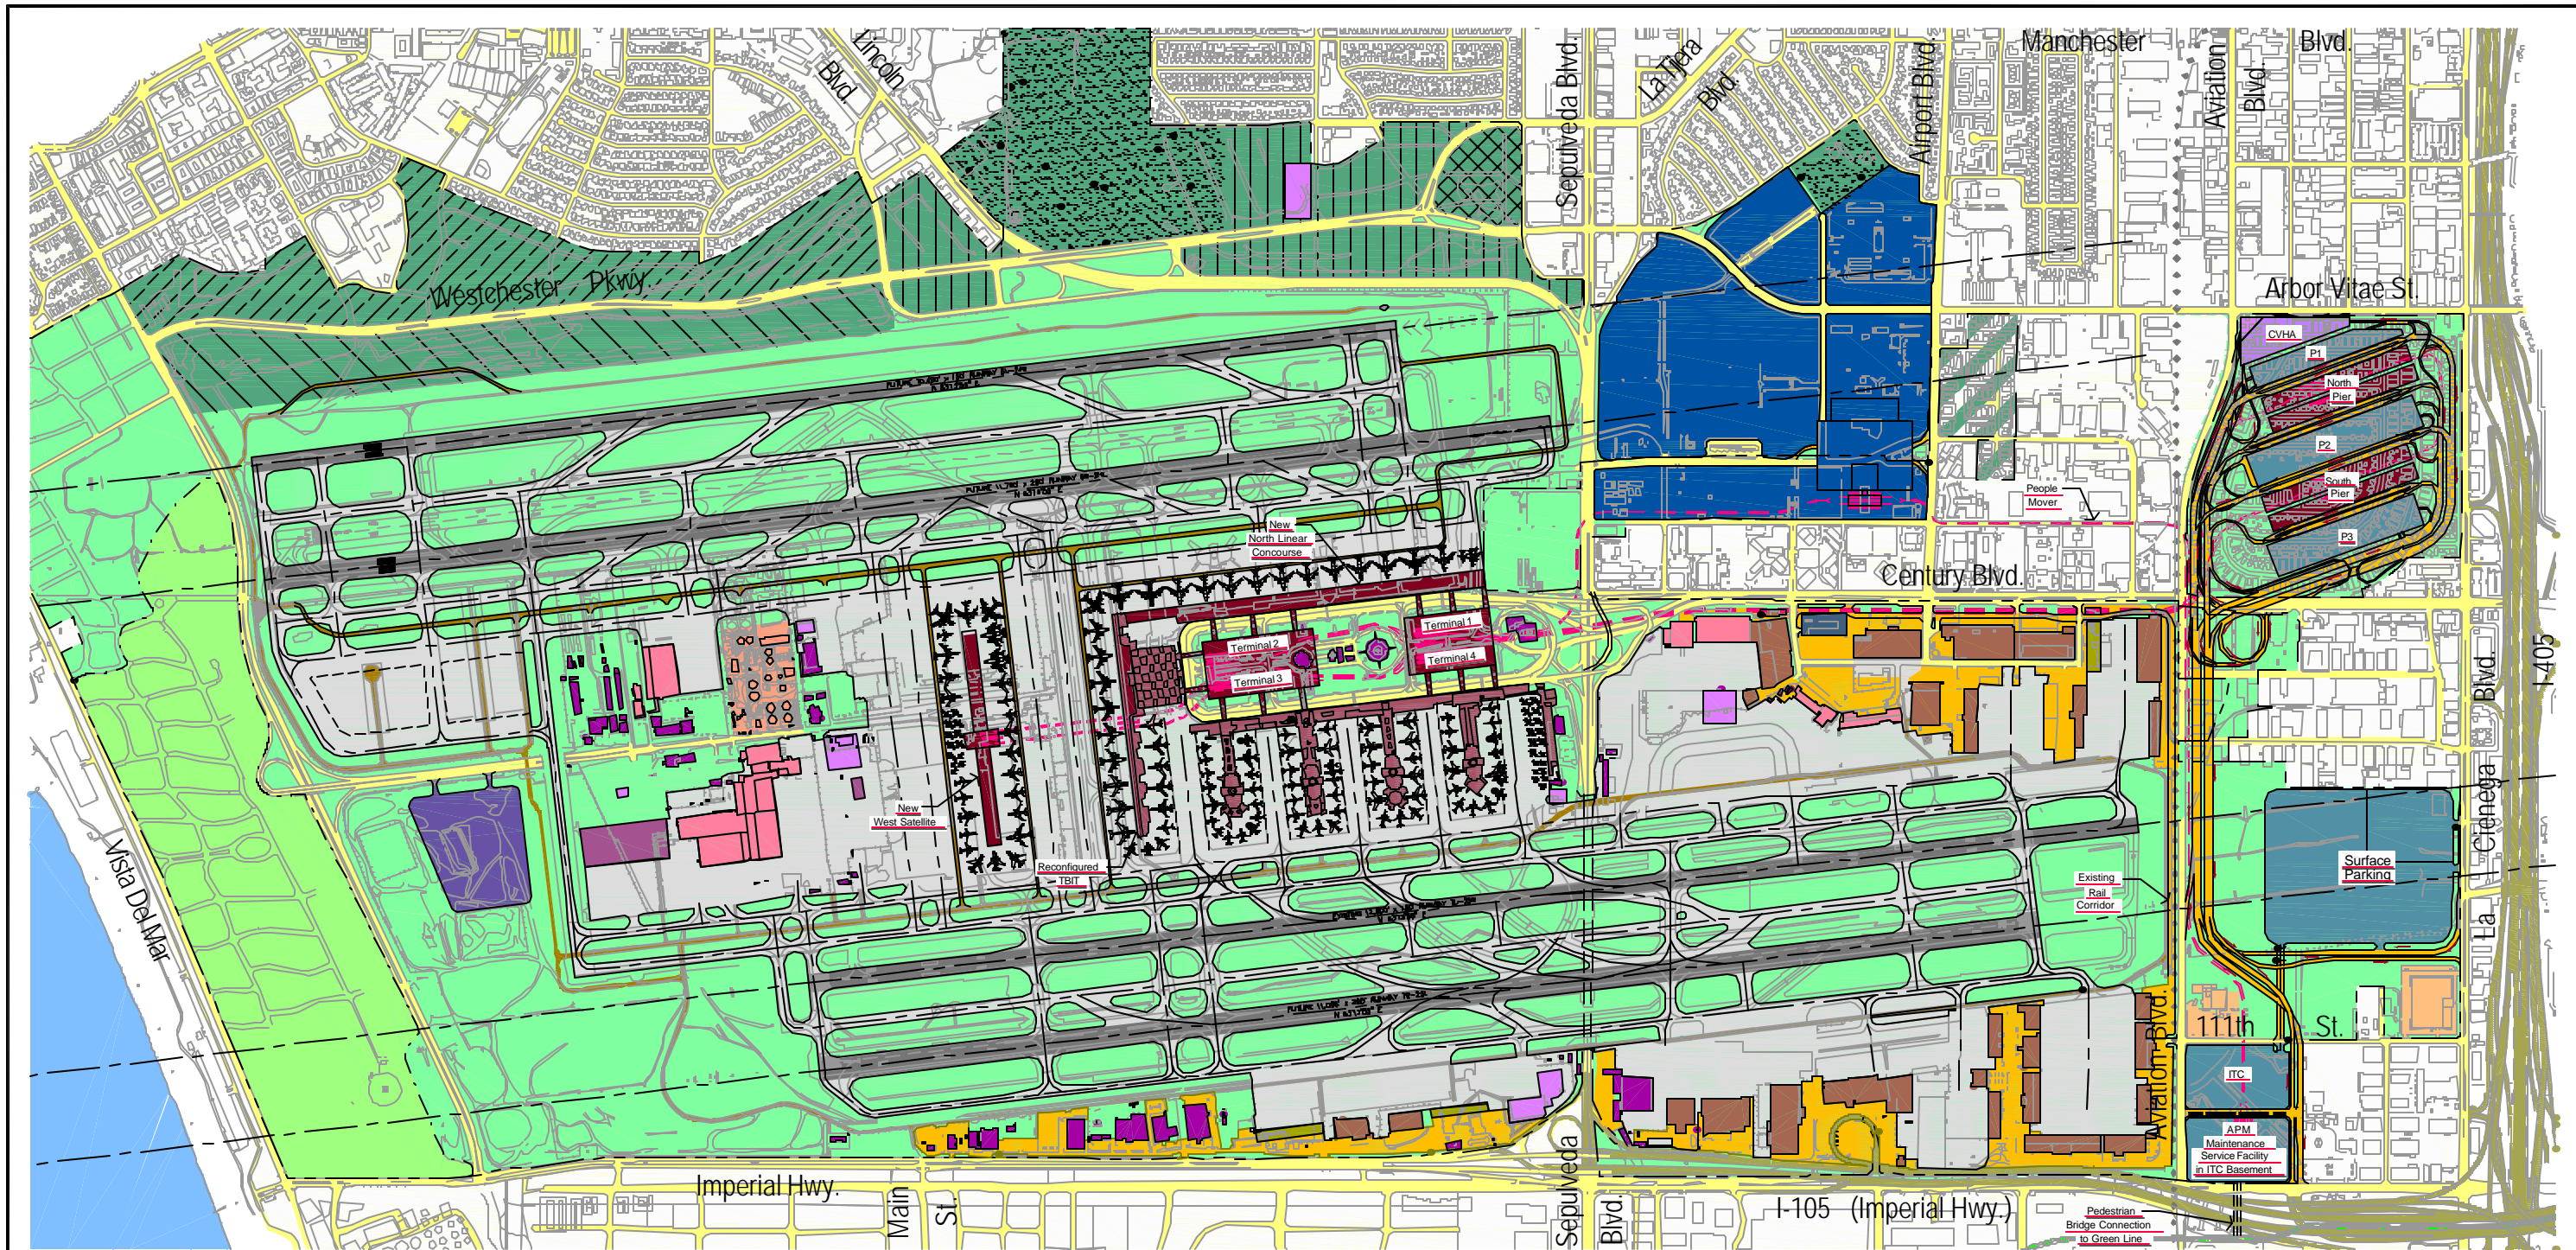 Lincoln
Blvd.
Sepulveda Blvd.
La Tijera
Blvd.
Airport Blvd.
Manchester
Blvd.
Aviation
Blvd.
Westchester Pkwy.
Arbor Vitae St.
CVHA
P1
North
Pier
P2
South
Pier
P3
People
Mover
New
North Linear
Concourse
Century Blvd.
Terminal 1
Terminal 2
Terminal 3
Terminal 4
I-405
La Cienega Blvd.
New
West Satellite
Reconfigured
TBIT
Surface
Parking
Existing
Rail
Corridor
Vista Del Mar
Aviation Blvd.
111th St.
ITC
APM
Maintenance
Service Facility
in ITC Basement
Imperial Hwy.
Main
St.
Sepulveda
Blvd.
I-105 (Imperial Hwy.)
Pedestrian
Bridge Connection
to Green Line